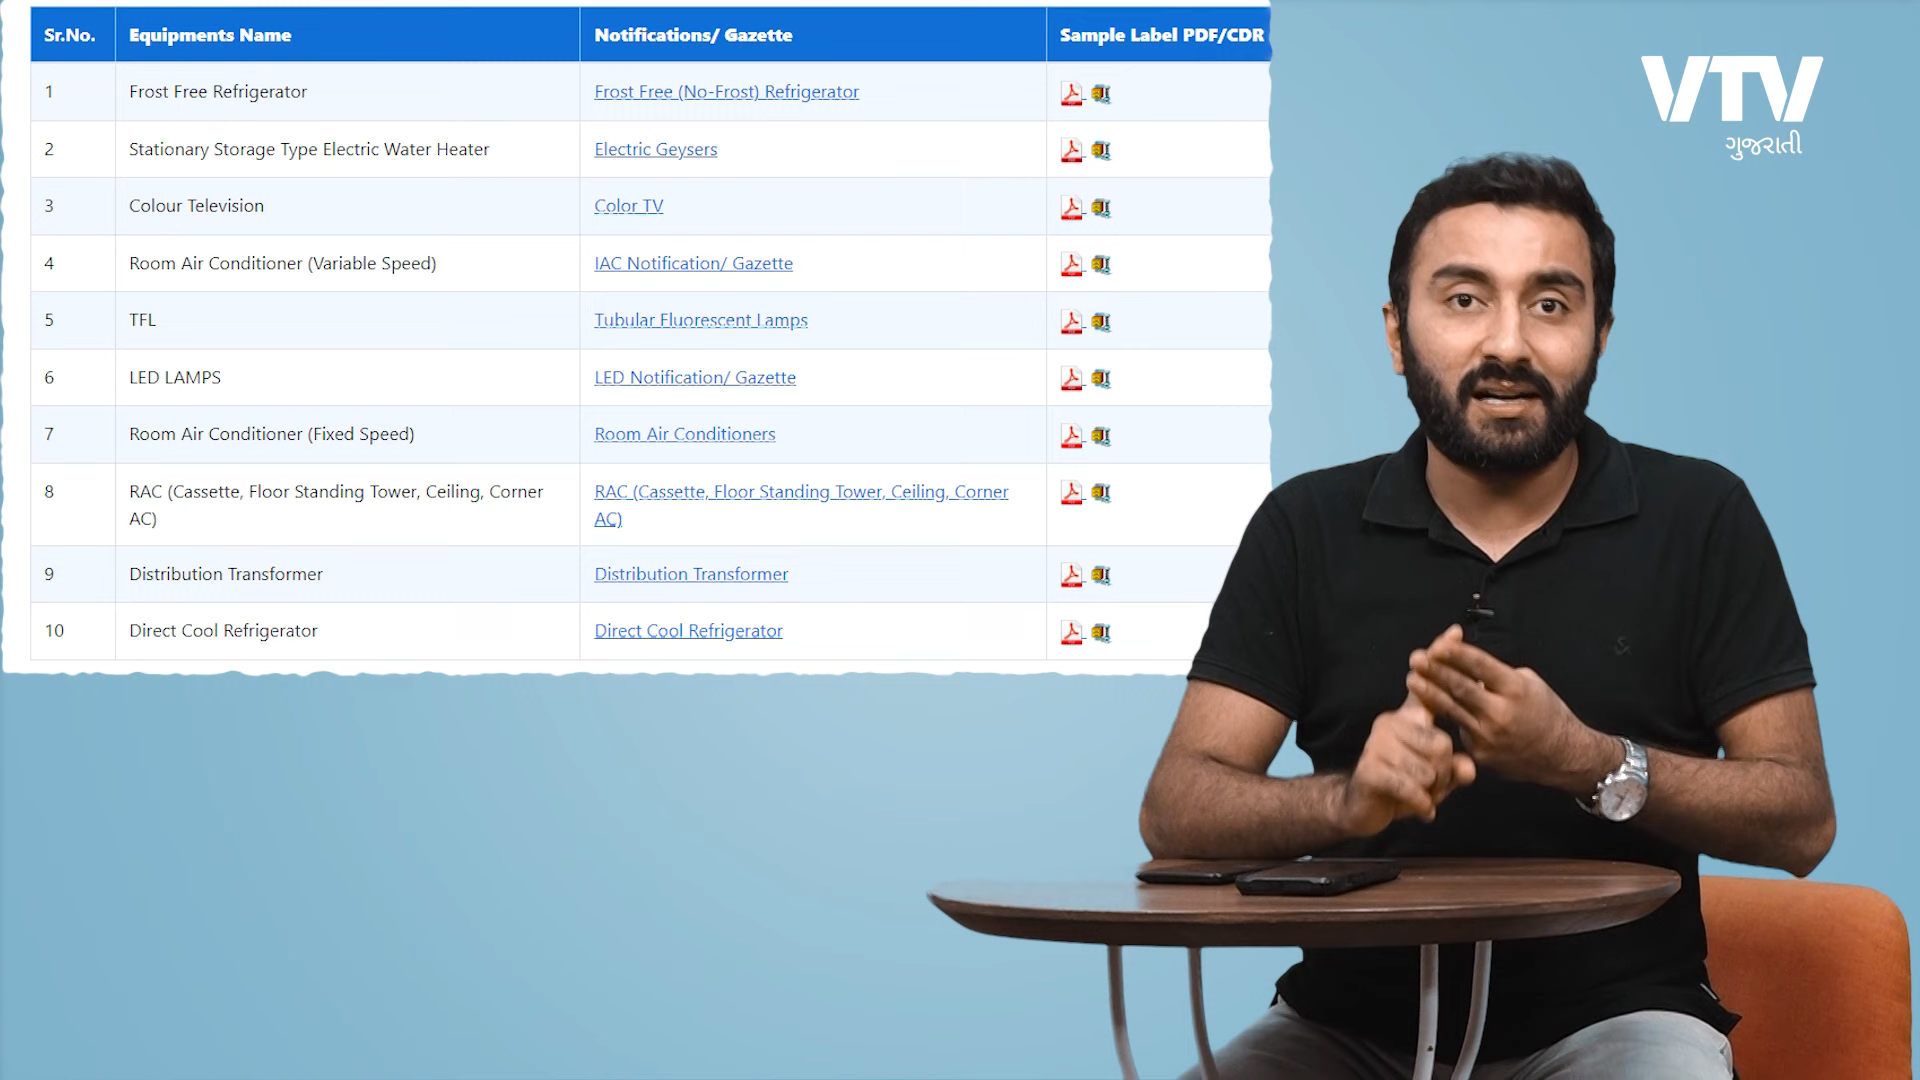 Sr.No. Equipments Name Notifications/ Gazette Sample Label PDF/CDR
1 Frost Free Refrigerator Frost Free (No-Frost) Refrigerator
2 Stationary Storage Type Electric Water Heater Electric Geysers
3 Colour Television Color TV
4 Room Air Conditioner (Variable Speed) IAC Notification/ Gazette
5 TFL Tubular Fluorescent Lamps
6 LED LAMPS LED Notification/ Gazette
7 Room Air Conditioner (Fixed Speed) Room Air Conditioners
8 RAC (Cassette, Floor Standing Tower, Ceiling, Corner RAC (Cassette, Floor Standing Tower, Ceiling, Corner
AC) AC)
9 Distribution Transformer Distribution Transformer
10 Direct Cool Refrigerator Direct Cool Refrigerator
VTV
ગુજરાતી